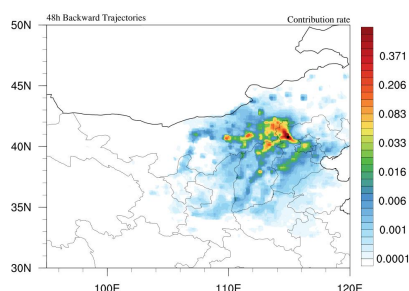 48h Backward Trajectories Contribution rate
50N
45N
40N
35N
30N
100E 110E 120E
0.371
0.206
0.083
0.033
0.016
0.006
0.001
0.0001